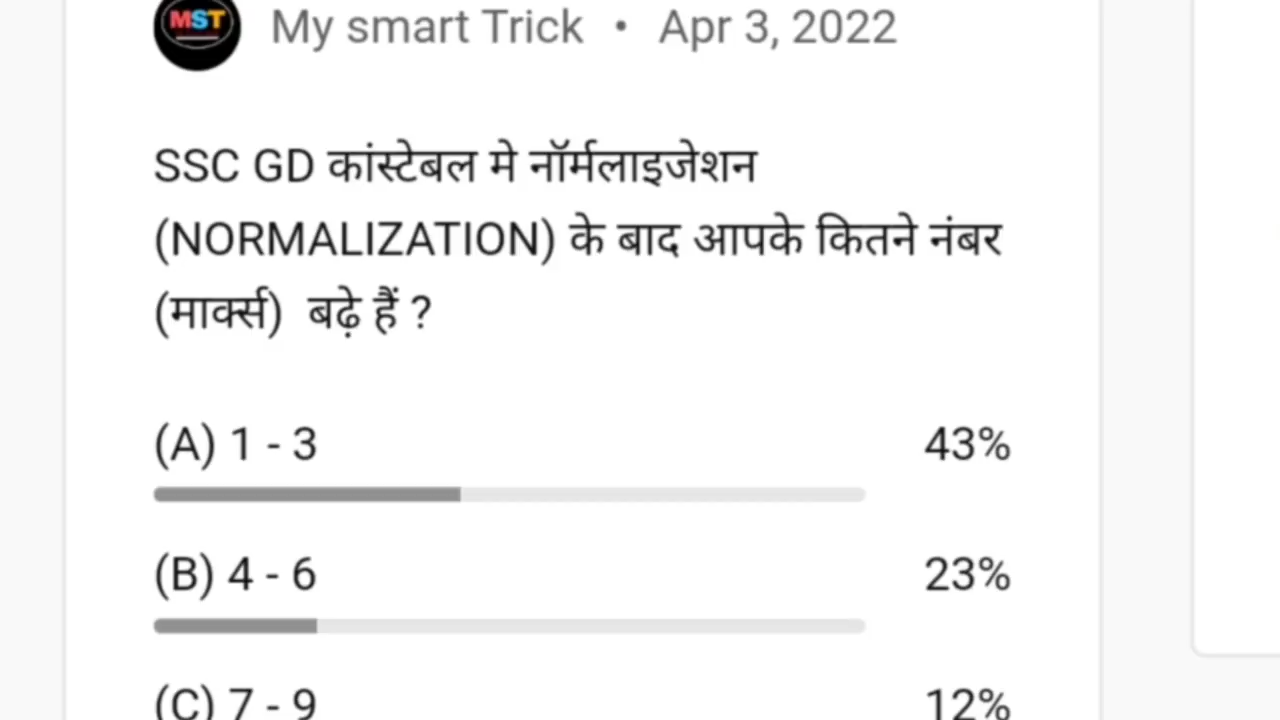 MST
My smart Trick • Apr 3, 2022
SSC GD कांस्टेबल मे नॉर्मलाइजेशन
(NORMALIZATION) के बाद आपके कितने नंबर
(मार्क्स) बढ़े हैं ?
(A) 1 - 3 43%
(B) 4 - 6 23%
(C) 7 - 9 12%